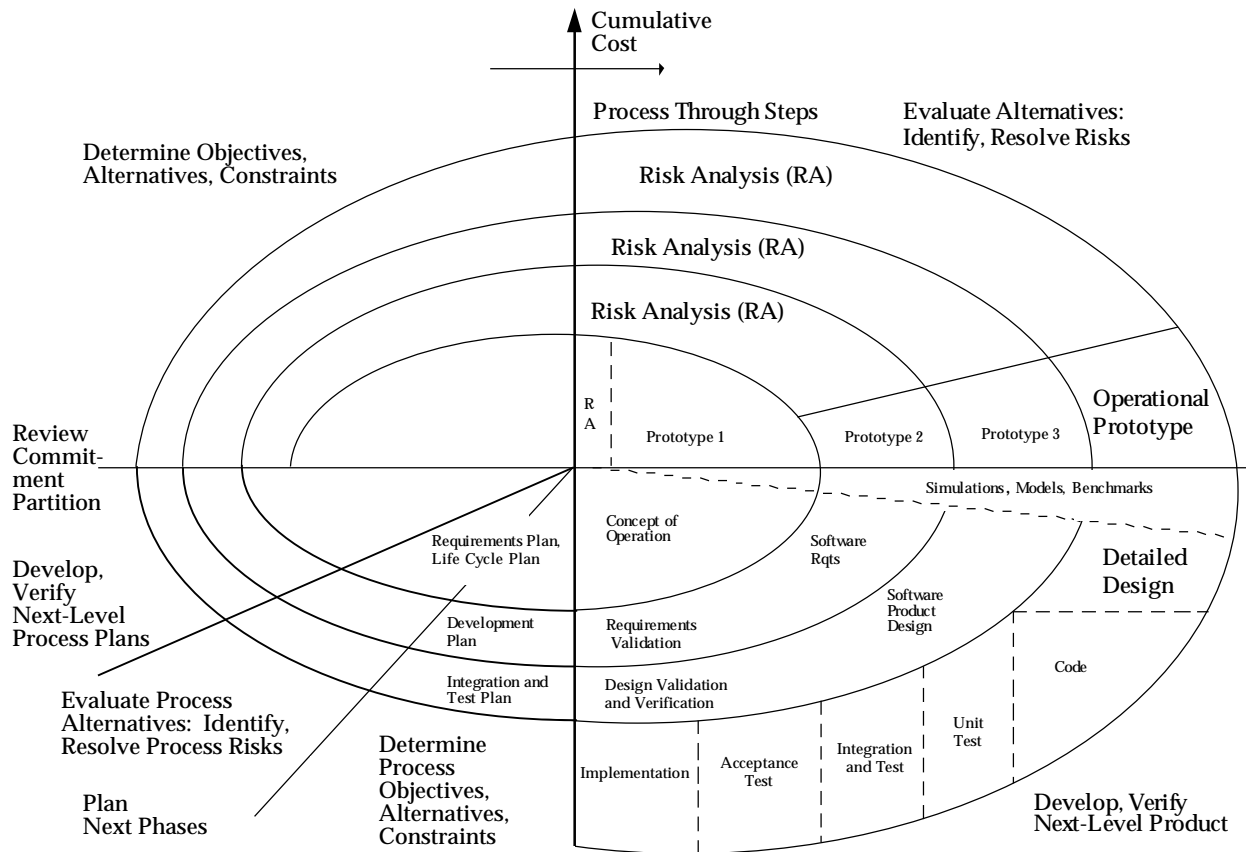 Cumulative
Cost
Process Through Steps
Evaluate Alternatives:
Identify, Resolve Risks
Determine Objectives,
Alternatives, Constraints
Risk Analysis (RA)
Risk Analysis (RA)
Risk Analysis (RA)
R
A
Prototype 1
Prototype 2
Prototype 3
Operational
Prototype
Review
Commit-
ment
Partition
Simulations, Models, Benchmarks
Requirements Plan,
Life Cycle Plan
Concept of
Operation
Software
Rqts
Detailed
Design
Develop,
Verify
Next-Level
Process Plans
Software
Product
Design
Development
Plan
Requirements
Validation
Code
Integration and
Test Plan
Design Validation
and Verification
Evaluate Process
Alternatives: Identify,
Resolve Process Risks
Unit
Test
Integration
and Test
Acceptance
Test
Implementation
Determine
Process
Objectives,
Alternatives,
Constraints
Plan
Next Phases
Develop, Verify
Next-Level Product